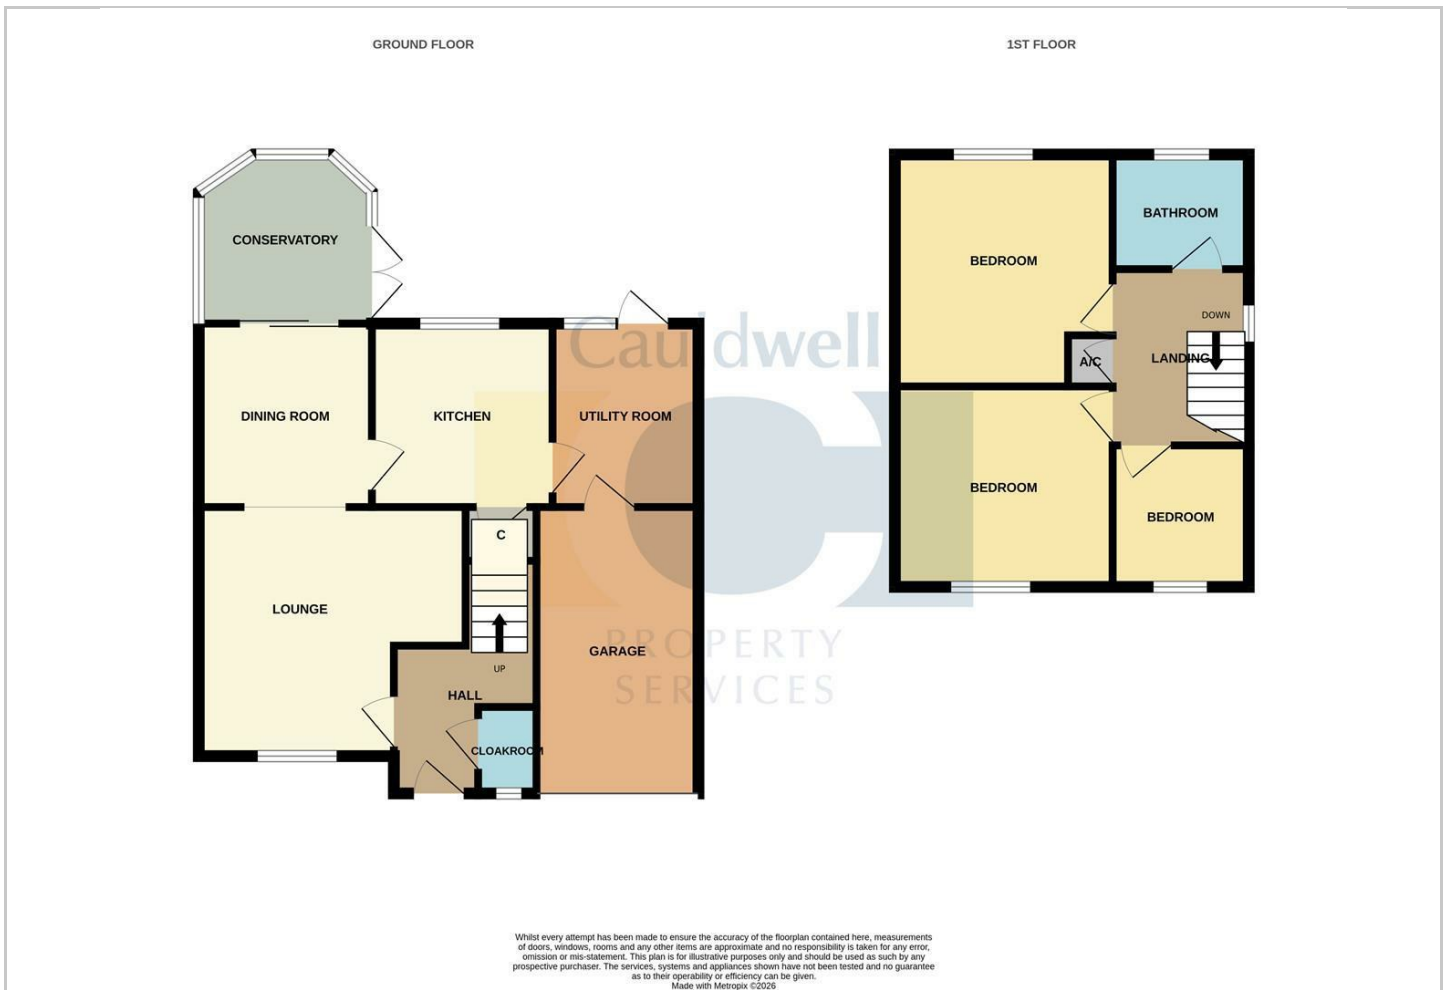 GROUND FLOOR
1ST FLOOR
CONSERVATORY
DINING ROOM
KITCHEN
UTILITY ROOM
C
LOUNGE
GARAGE
UP
HALL
CLOAKROOM
BEDROOM
BATHROOM
DOWN
A/C
LANDING
BEDROOM
BEDROOM
Cauldwell
PROPERTY
SERVICES
Whilst every attempt has been made to ensure the accuracy of the floorplan contained here, measurements
of doors, windows, rooms and any other items are approximate and no responsibility is taken for any error,
omission or mis-statement. This plan is for illustrative purposes only and should be used as such by any
prospective purchaser. The services, systems and appliances shown have not been tested and no guarantee
as to their operability or efficiency can be given.
Made with Metropix ©2026